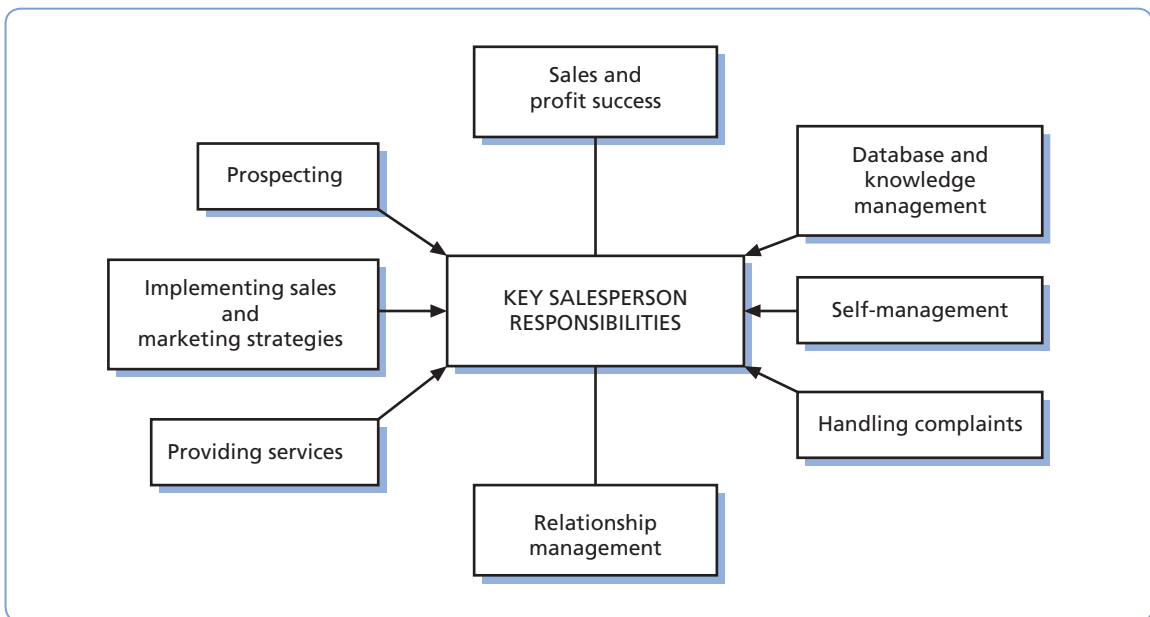 Sales and
profit success
Prospecting
Database and
knowledge
management
Implementing sales
and
marketing strategies
KEY SALESPERSON
RESPONSIBILITIES
Self-management
Providing services
Handling complaints
Relationship
management